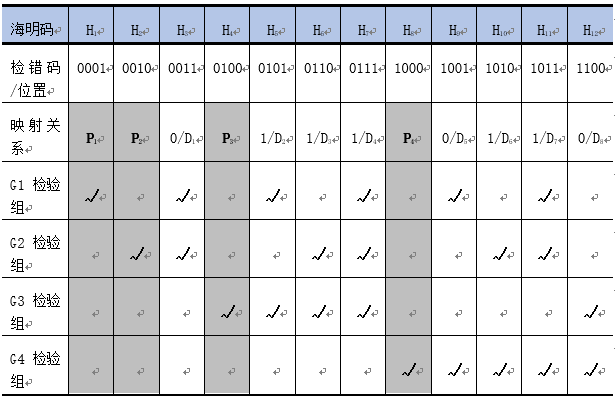 海明码 H₁ H₂ H₃ H₄ H₅ H₆ H₇ H₈ H₉ H₁₀ H₁₁ H₁₂
检错码 0001 0010 0011 0100 0101 0110 0111 1000 1001 1010 1011 1100
/位置
映射关 P₁ P₂ 0/D₁ P₃ 1/D₂ 1/D₃ 1/D₄ P₄ 0/D₅ 1/D₆ 1/D₇ 0/D₈
系
G1 检验 ✓ ✓ ✓ ✓ ✓ ✓
组
G2 检验 ✓ ✓ ✓ ✓ ✓ ✓
组
G3 检验 ✓ ✓ ✓ ✓ ✓
组
G4 检验 ✓ ✓ ✓ ✓ ✓
组